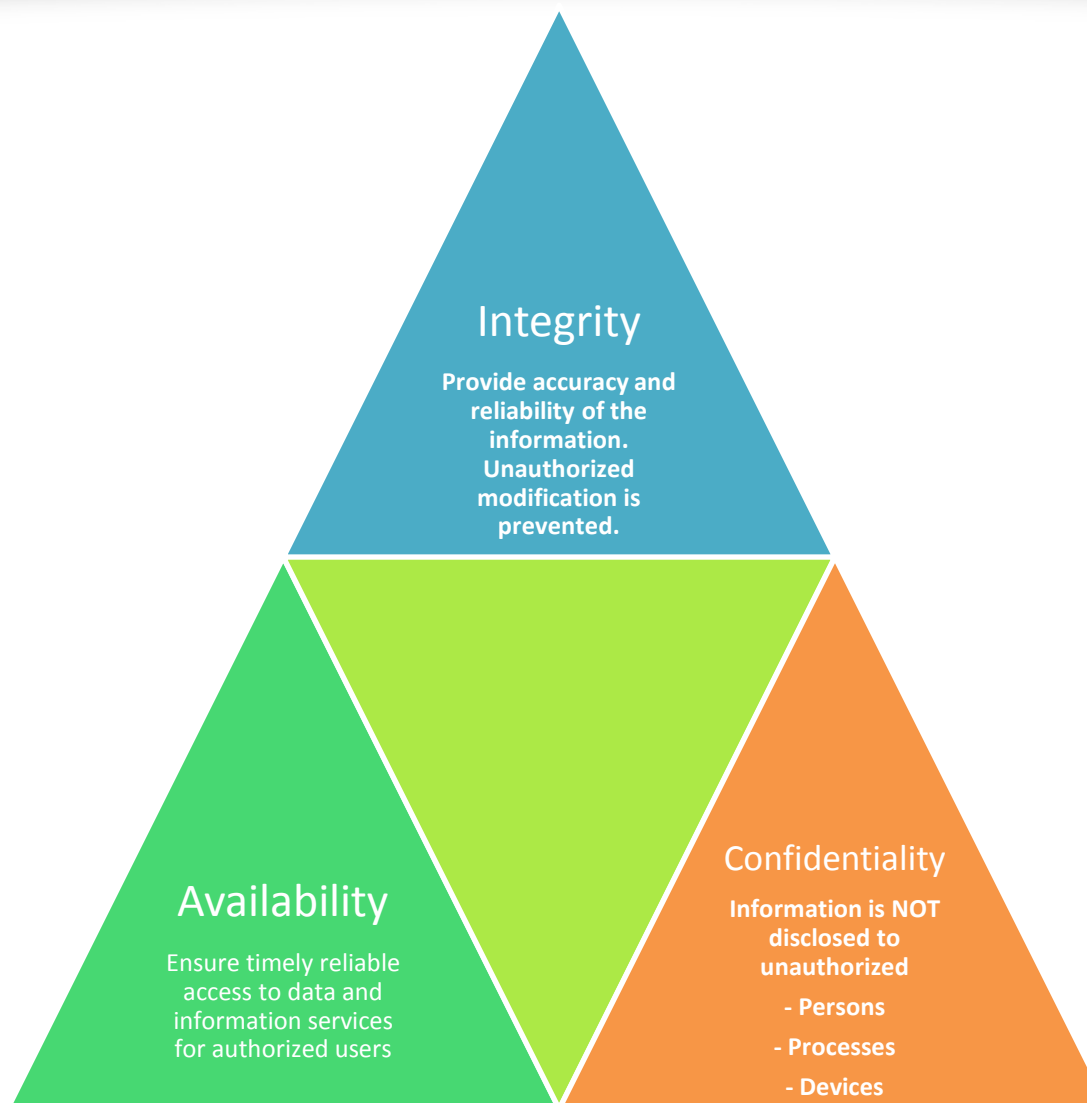 Integrity
Provide accuracy and
reliability of the
information.
Unauthorized
modification is
prevented.
Availability
Ensure timely reliable
access to data and
information services
for authorized users
Confidentiality
Information is NOT
disclosed to
unauthorized
- Persons
- Processes
- Devices